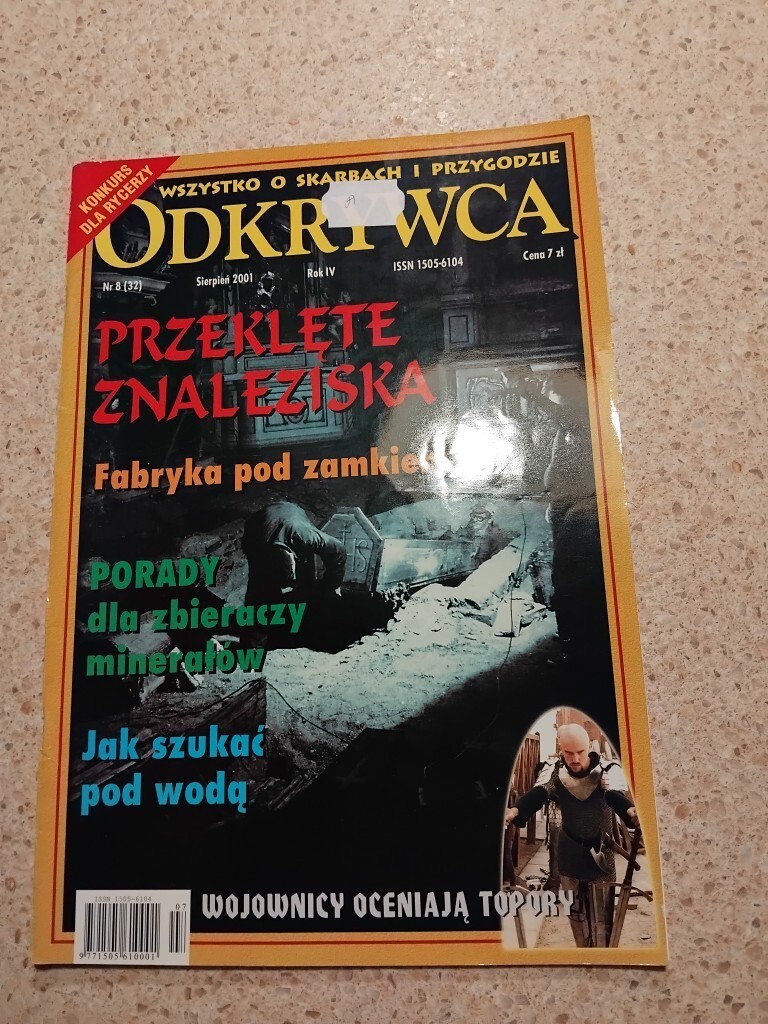 KONKURS
DLA RYCERZY
WSZYSTKO O SKARBACH I PRZYGODZIE
ODKRYWCA
Nr 8 (32) Sierpień 2001 Rok IV ISSN 1505-6104 Cena 7 zł
PRZEKLĘTE
ZNALEZISKA
Fabryka pod zamkiem
PORADY
dla zbieraczy
minerałów
Jak szukać
pod wodą
WOJOWNICY OCENIAJĄ TOPORY
ISSN 1505-6104
07
9 771505 610001